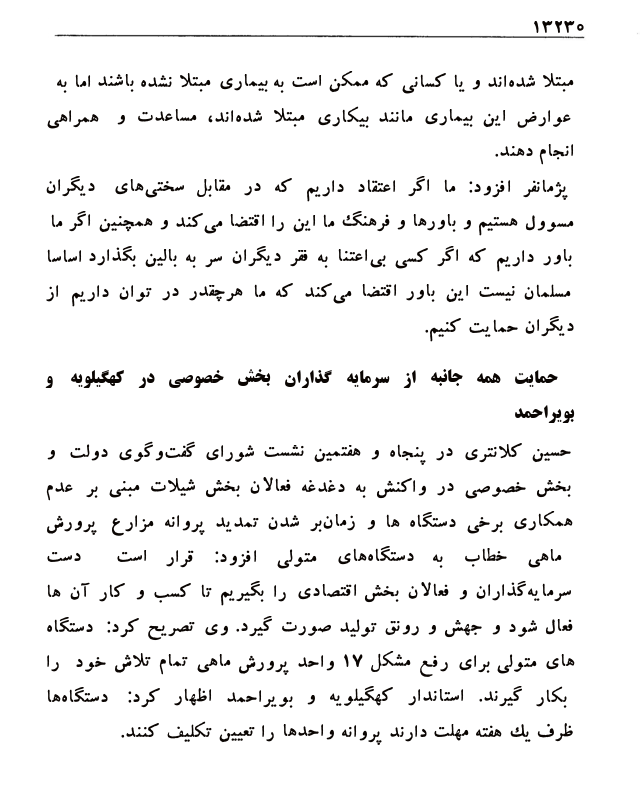 ۱۳۲۳۰
مبتلا شده‌اند و یا کسانی که ممکن است به بیماری مبتلا نشده باشند اما به
عوارض این بیماری مانند بیکاری مبتلا شده‌اند، مساعدت و همراهی
انجام دهند.
پژمانفر افزود: ما اگر اعتقاد داریم که در مقابل سختی‌های دیگران
مسوول هستیم و باورها و فرهنگ ما این را اقتضا می‌کند و همچنین اگر ما
باور داریم که اگر کسی بی‌اعتنا به فقر دیگران سر به بالین بگذارد اساسا
مسلمان نیست این باور اقتضا می‌کند که ما هرچقدر در توان داریم از
دیگران حمایت کنیم.
حمایت همه جانبه از سرمایه گذاران بخش خصوصی در کهگیلویه و
بویراحمد
حسین کلانتری در پنجاه و هفتمین نشست شورای گفت‌وگوی دولت و
بخش خصوصی در واکنش به دغدغه فعالان بخش شیلات مبنی بر عدم
همکاری برخی دستگاه ها و زمان‌بر شدن تمدید پروانه مزارع پرورش
ماهی خطاب به دستگاه‌های متولی افزود: قرار است دست
سرمایه‌گذاران و فعالان بخش اقتصادی را بگیریم تا کسب و کار آن ها
فعال شود و جهش و رونق تولید صورت گیرد. وی تصریح کرد: دستگاه
های متولی برای رفع مشکل ۱۷ واحد پرورش ماهی تمام تلاش خود را
بکار گیرند. استاندار کهگیلویه و بویراحمد اظهار کرد: دستگاه‌ها
ظرف یك هفته مهلت دارند پروانه واحدها را تعیین تکلیف کنند.